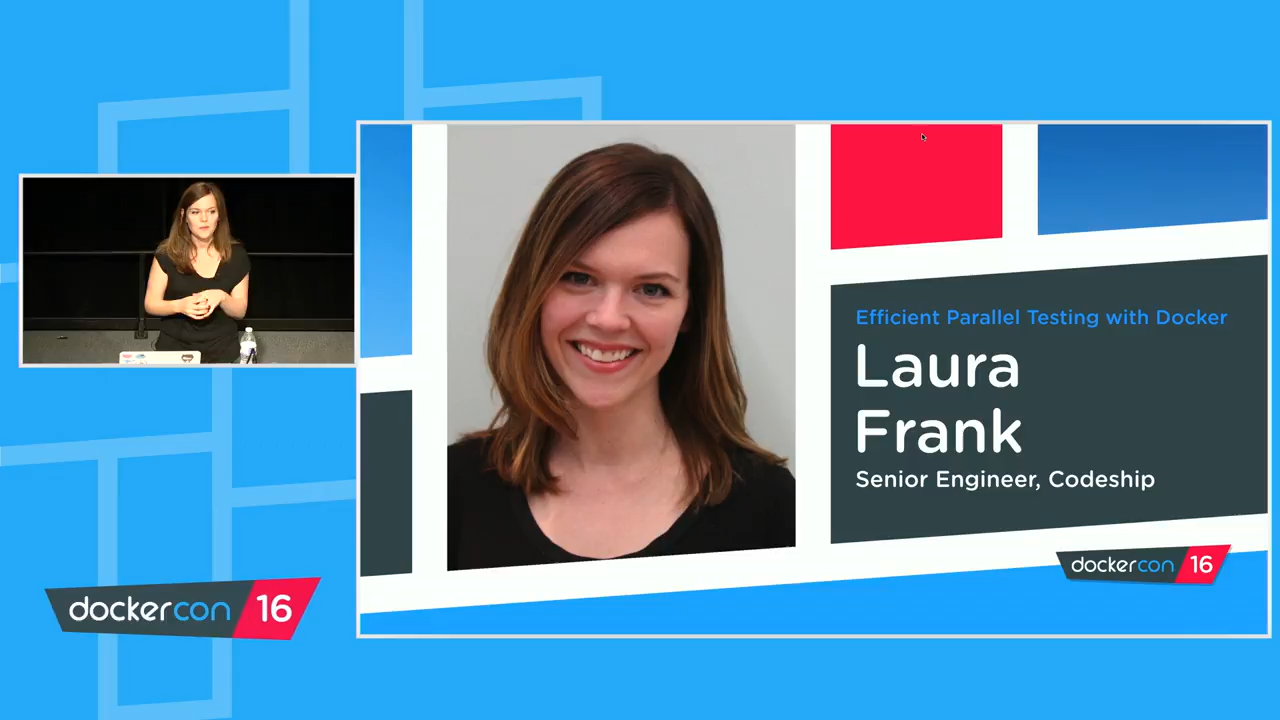 Efficient Parallel Testing with Docker
Laura
Frank
Senior Engineer, Codeship
dockercon 16
dockercon 16